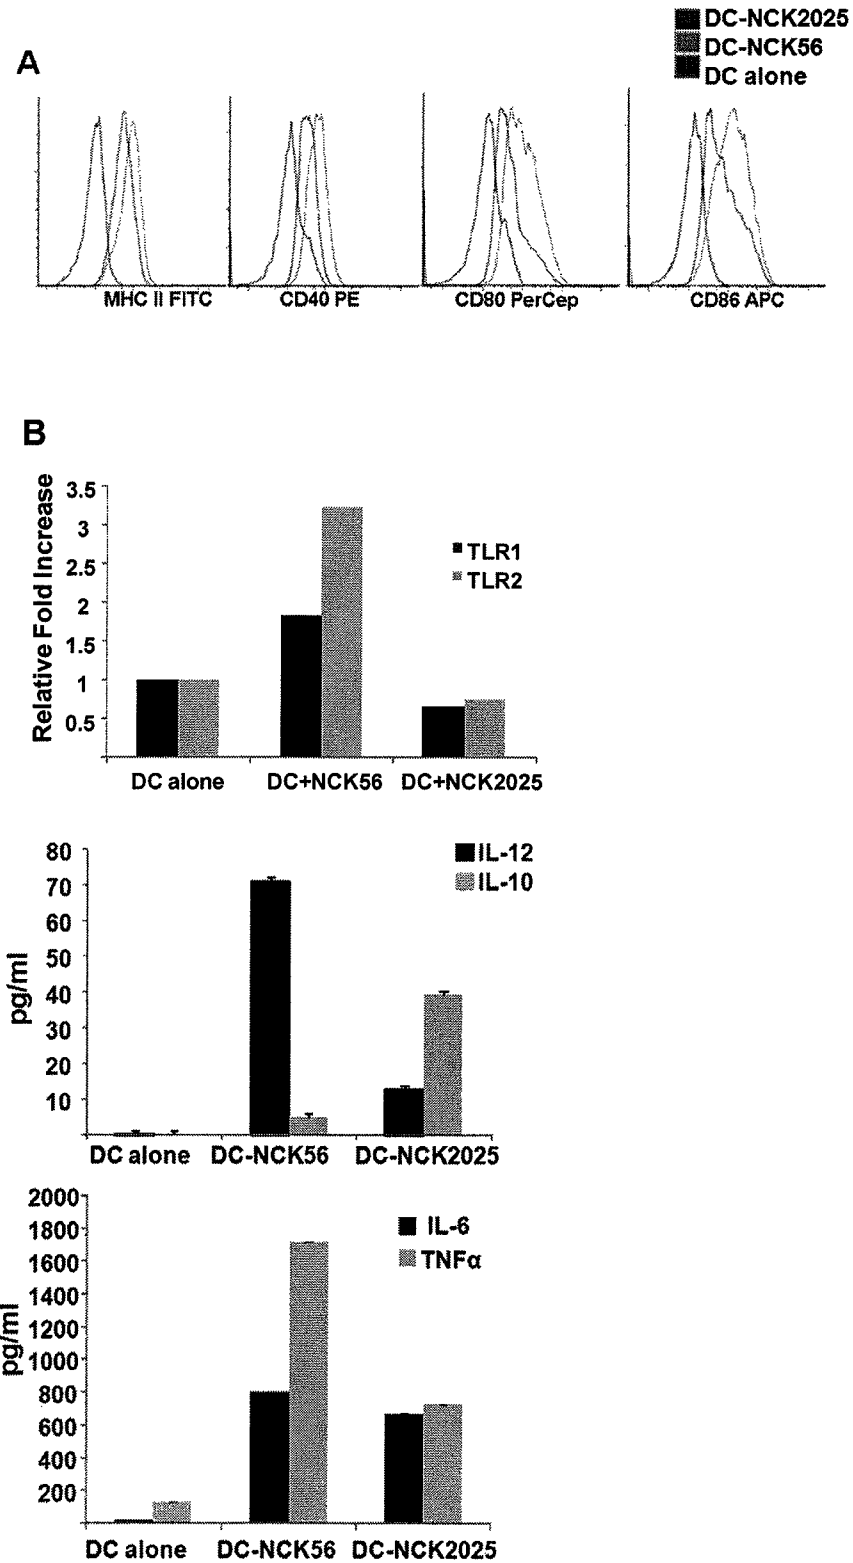 A
DC-NCK2025
DC-NCK56
DC alone
MHC II FITC
CD40 PE
CD80 PerCep
CD86 APC
B
Relative Fold Increase
3.5
3
2.5
2
1.5
1
0.5
TLR1
TLR2
DC alone
DC+NCK56
DC+NCK2025
pg/ml
80
70
60
50
40
30
20
10
IL-12
IL-10
DC alone
DC-NCK56
DC-NCK2025
pg/ml
2000
1800
1600
1400
1200
1000
800
600
400
200
IL-6
TNFα
DC alone
DC-NCK56
DC-NCK2025